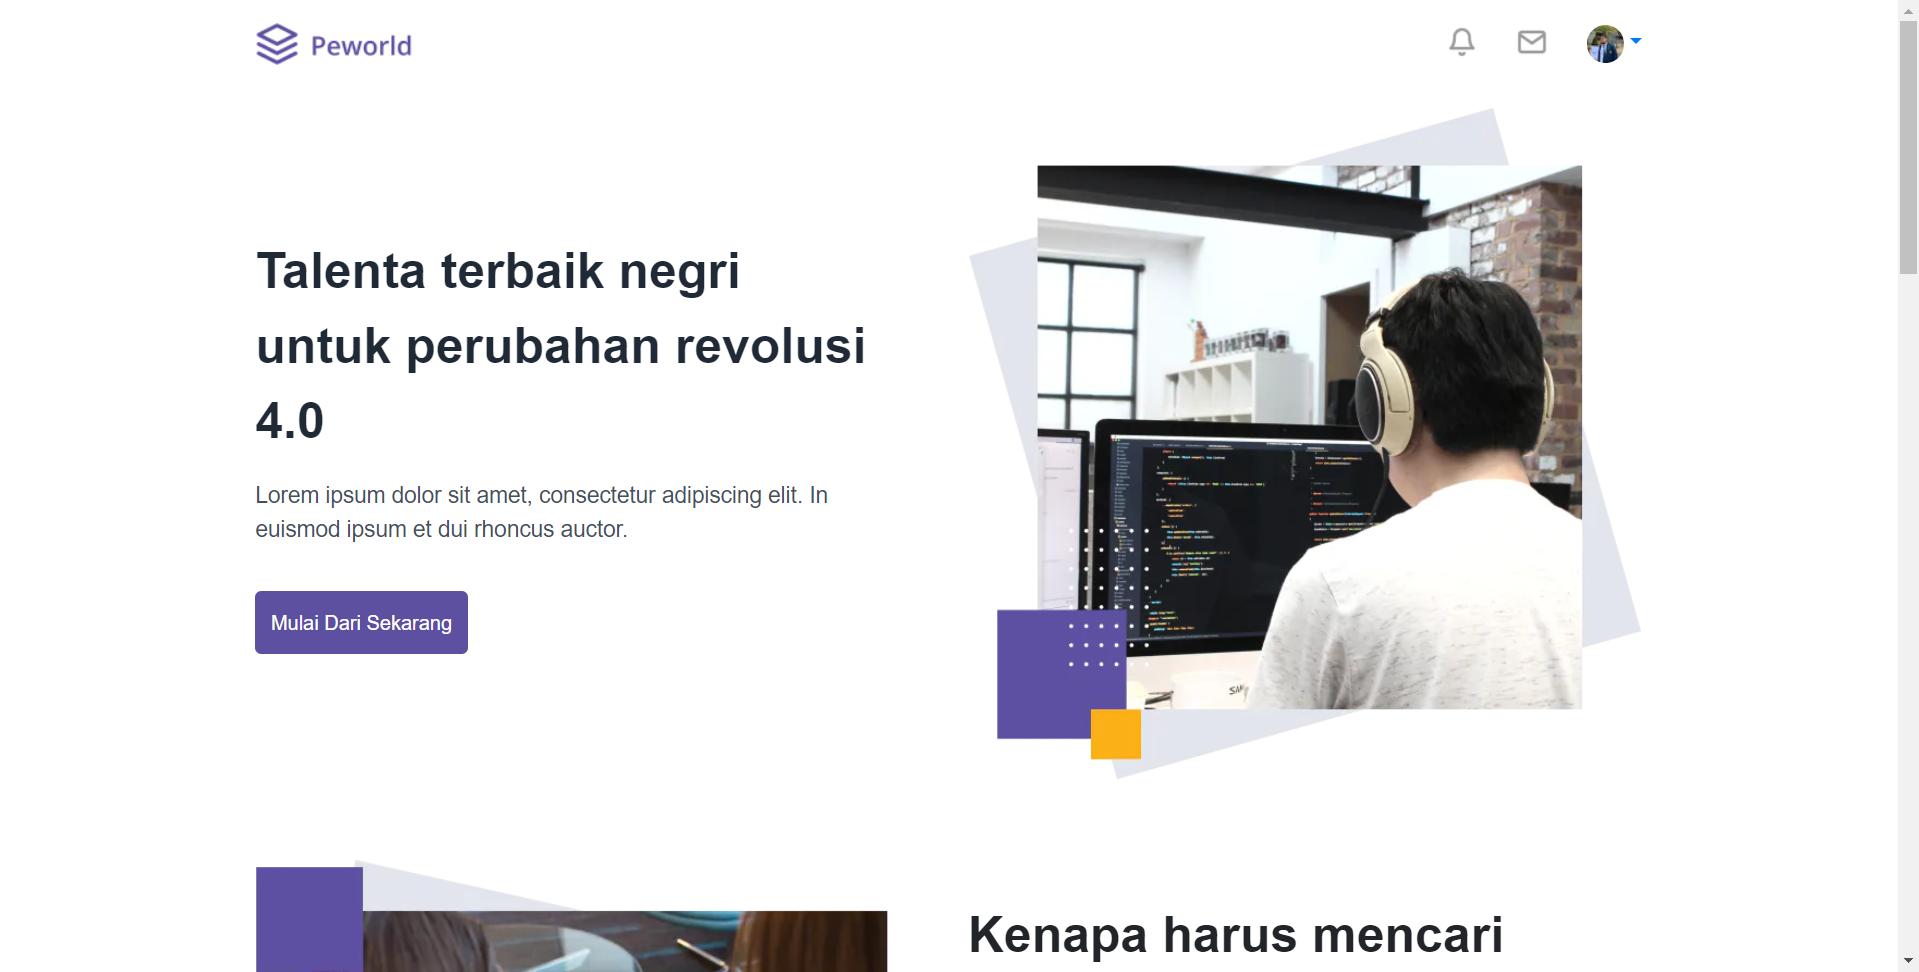 Peworld
Talenta terbaik negri
untuk perubahan revolusi
4.0
Lorem ipsum dolor sit amet, consectetur adipiscing elit. In
euismod ipsum et dui rhoncus auctor.
Mulai Dari Sekarang
Kenapa harus mencari